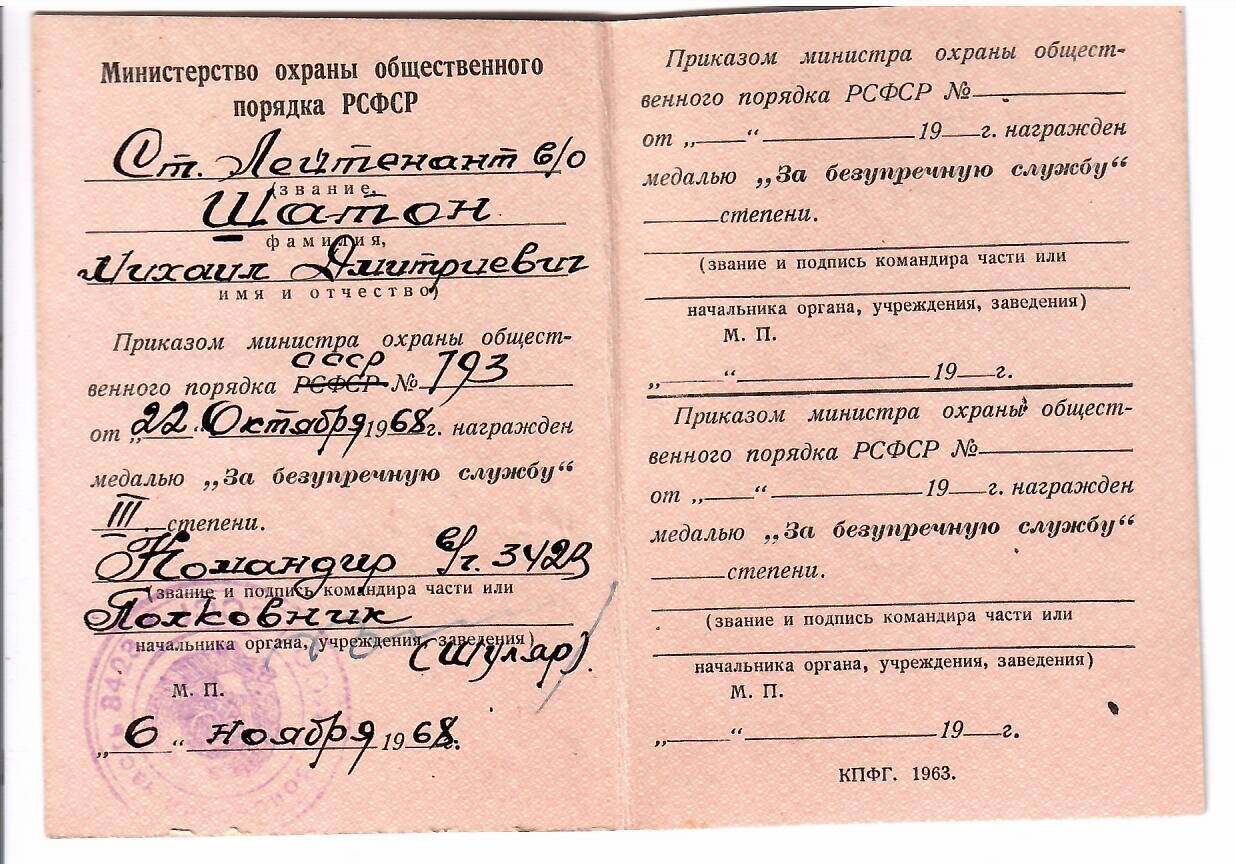 Министерство охраны общественного
порядка РСФСР
Ст. Лейтенант в/о
(звание,
Шатон
фамилия,
Михаил Дмитриевич
имя и отчество)
Приказом министра охраны общест-
СССР
венного порядка РСФСР № 793
от „22“ Октября 1968 г. награжден
медалью „За безупречную службу“
III степени.
Командир в/ч. 3429
(звание и подпись командира части или
Полковник
начальника органа, учреждения, заведения)
(Шуляр).
М. П.
„6“ ноября 1968 г.
Приказом министра охраны общест-
венного порядка РСФСР №
от „ “ 19 г. награжден
медалью „За безупречную службу“
степени.
(звание и подпись командира части или
начальника органа, учреждения, заведения)
М. П.
„ “ 19 г.
Приказом министра охраны общест-
венного порядка РСФСР №
от „ “ 19 г. награжден
медалью „За безупречную службу“
степени.
(звание и подпись командира части или
начальника органа, учреждения, заведения)
М. П.
„ “ 19 г.
КПФГ. 1963.